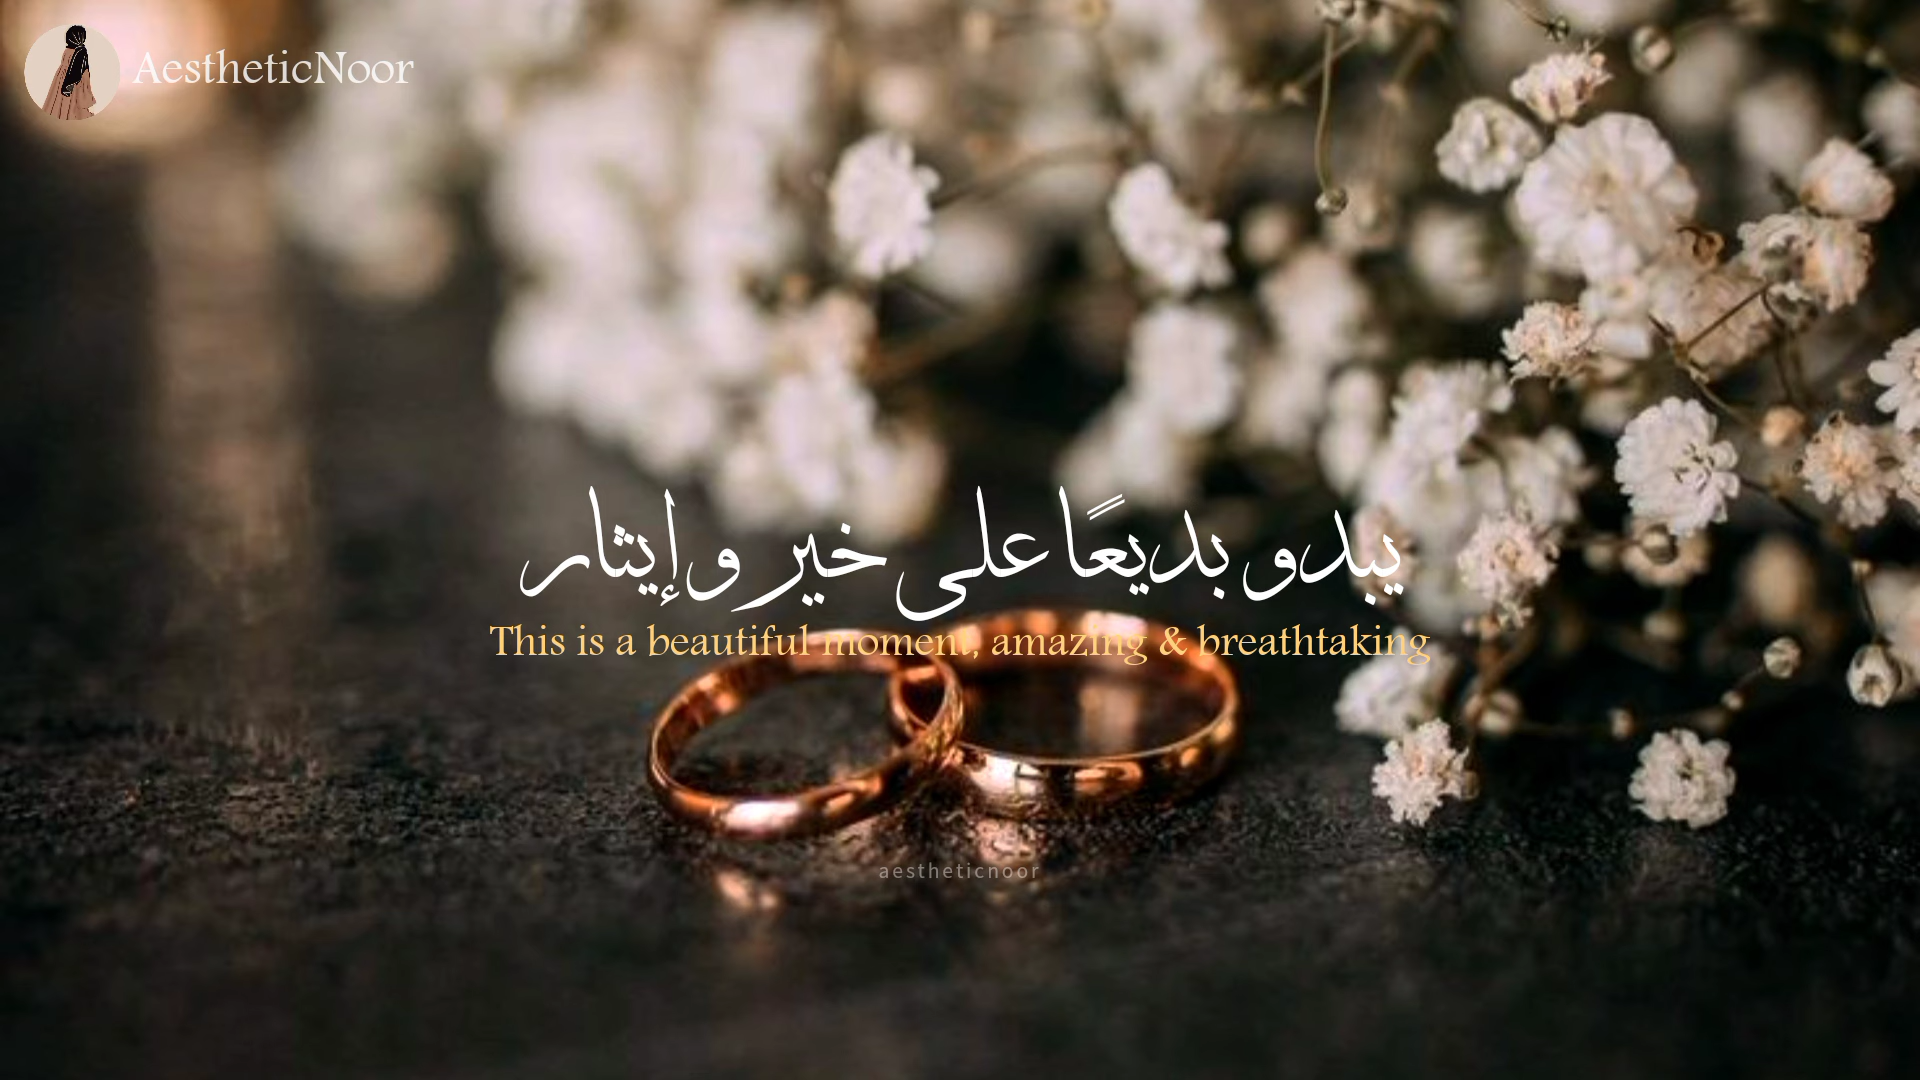 AestheticNoor
يبدو بديعًا على خير وإيثار
This is a beautiful moment, amazing & breathtaking
aestheticnoor